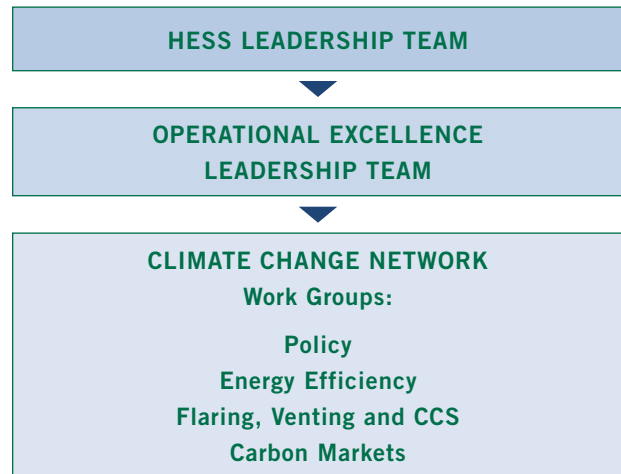 HESS LEADERSHIP TEAM
OPERATIONAL EXCELLENCE
LEADERSHIP TEAM
CLIMATE CHANGE NETWORK
Work Groups:
Policy
Energy Efficiency
Flaring, Venting and CCS
Carbon Markets